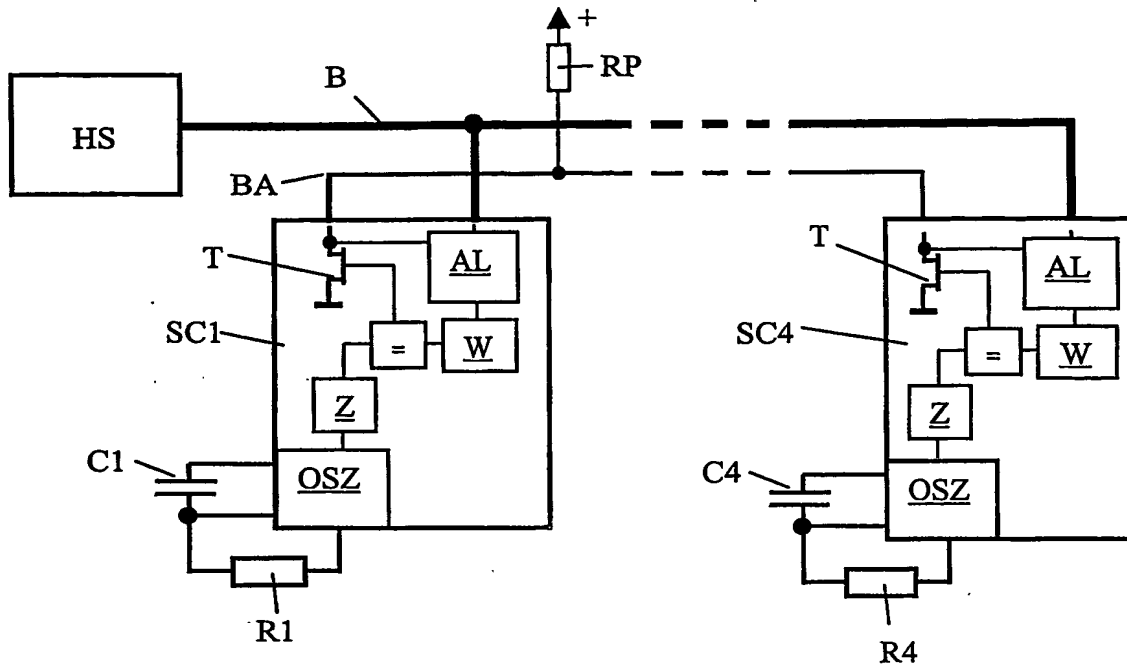 +
RP
B
HS
BA
T
AL
SC1
=
W
Z
C1
OSZ
R1
T
AL
SC4
=
W
Z
C4
OSZ
R4